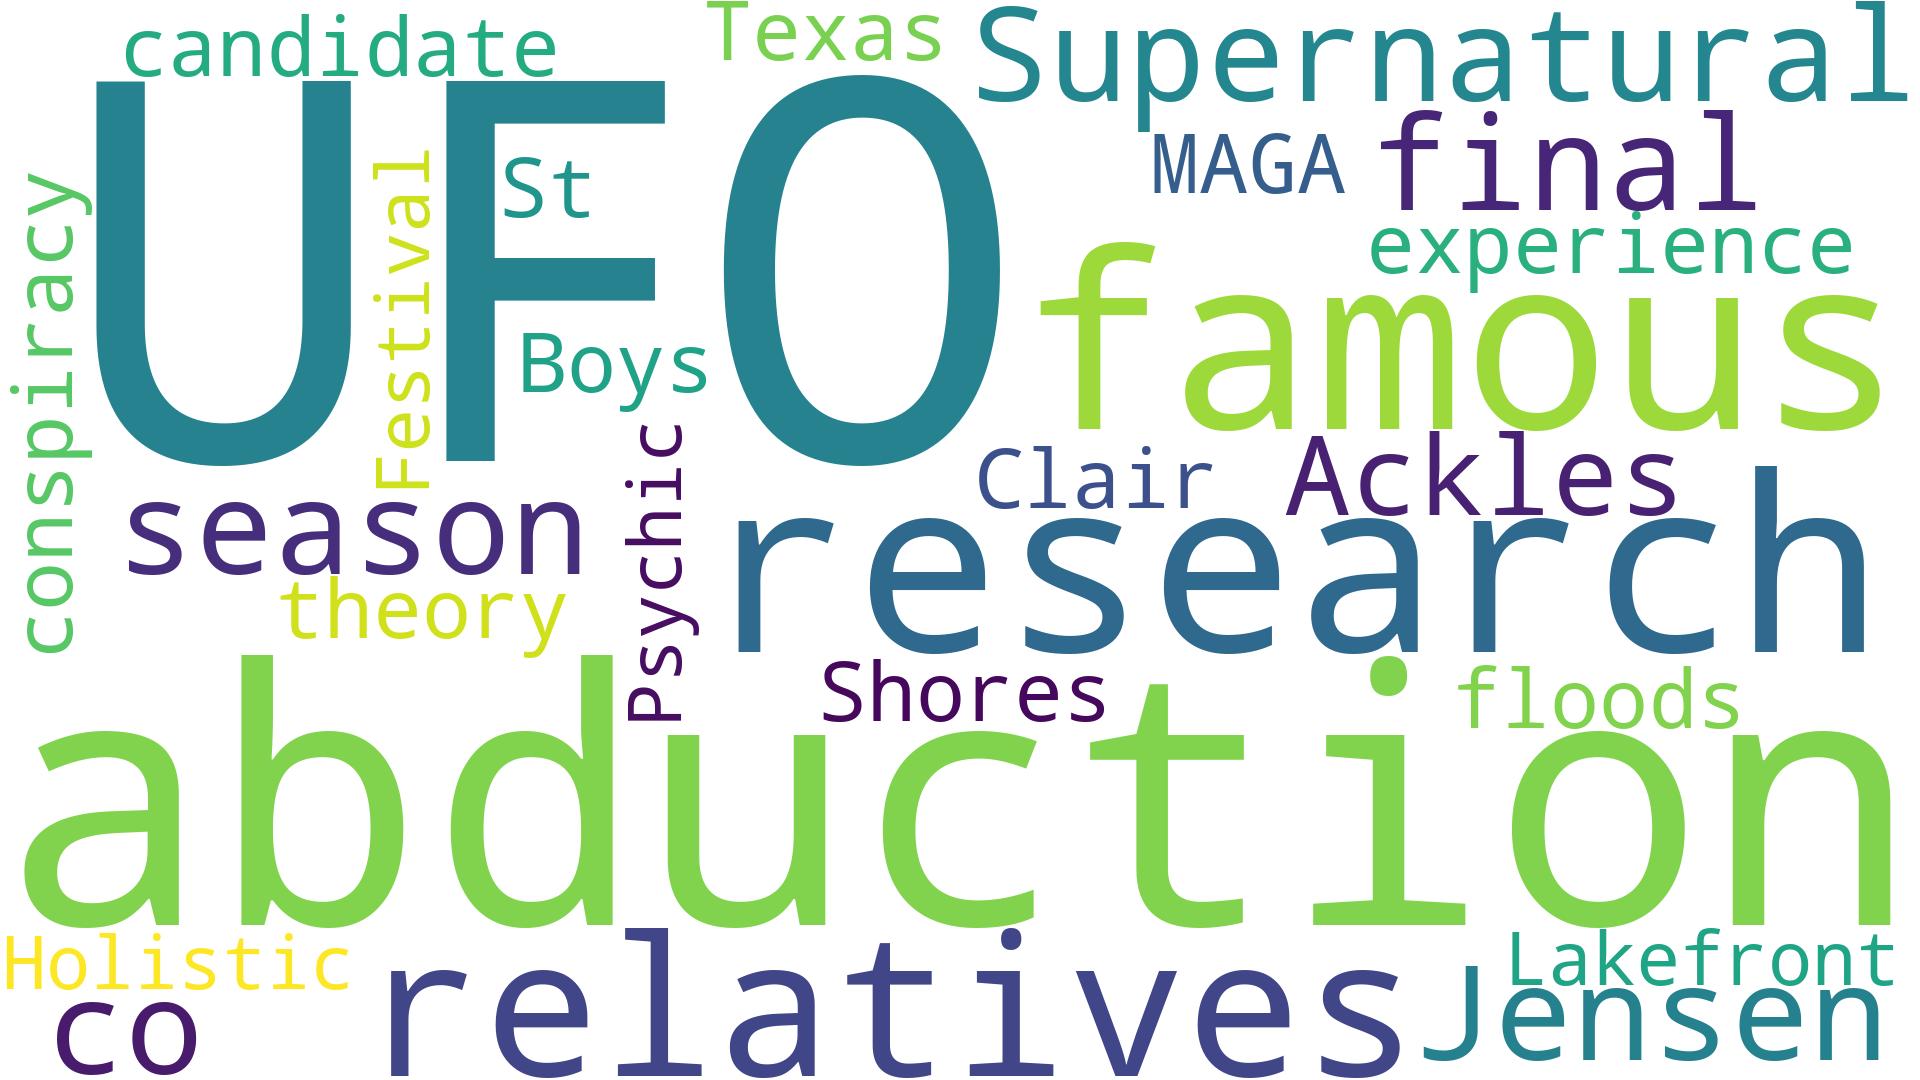 candidate
Texas
Supernatural
UFO
MAGA
final
St
conspiracy
Festival
experience
famous
Boys
Psychic
Clair
Ackles
season
research
theory
Shores
floods
abduction
Holistic
relatives
Lakefront
co
Jensen